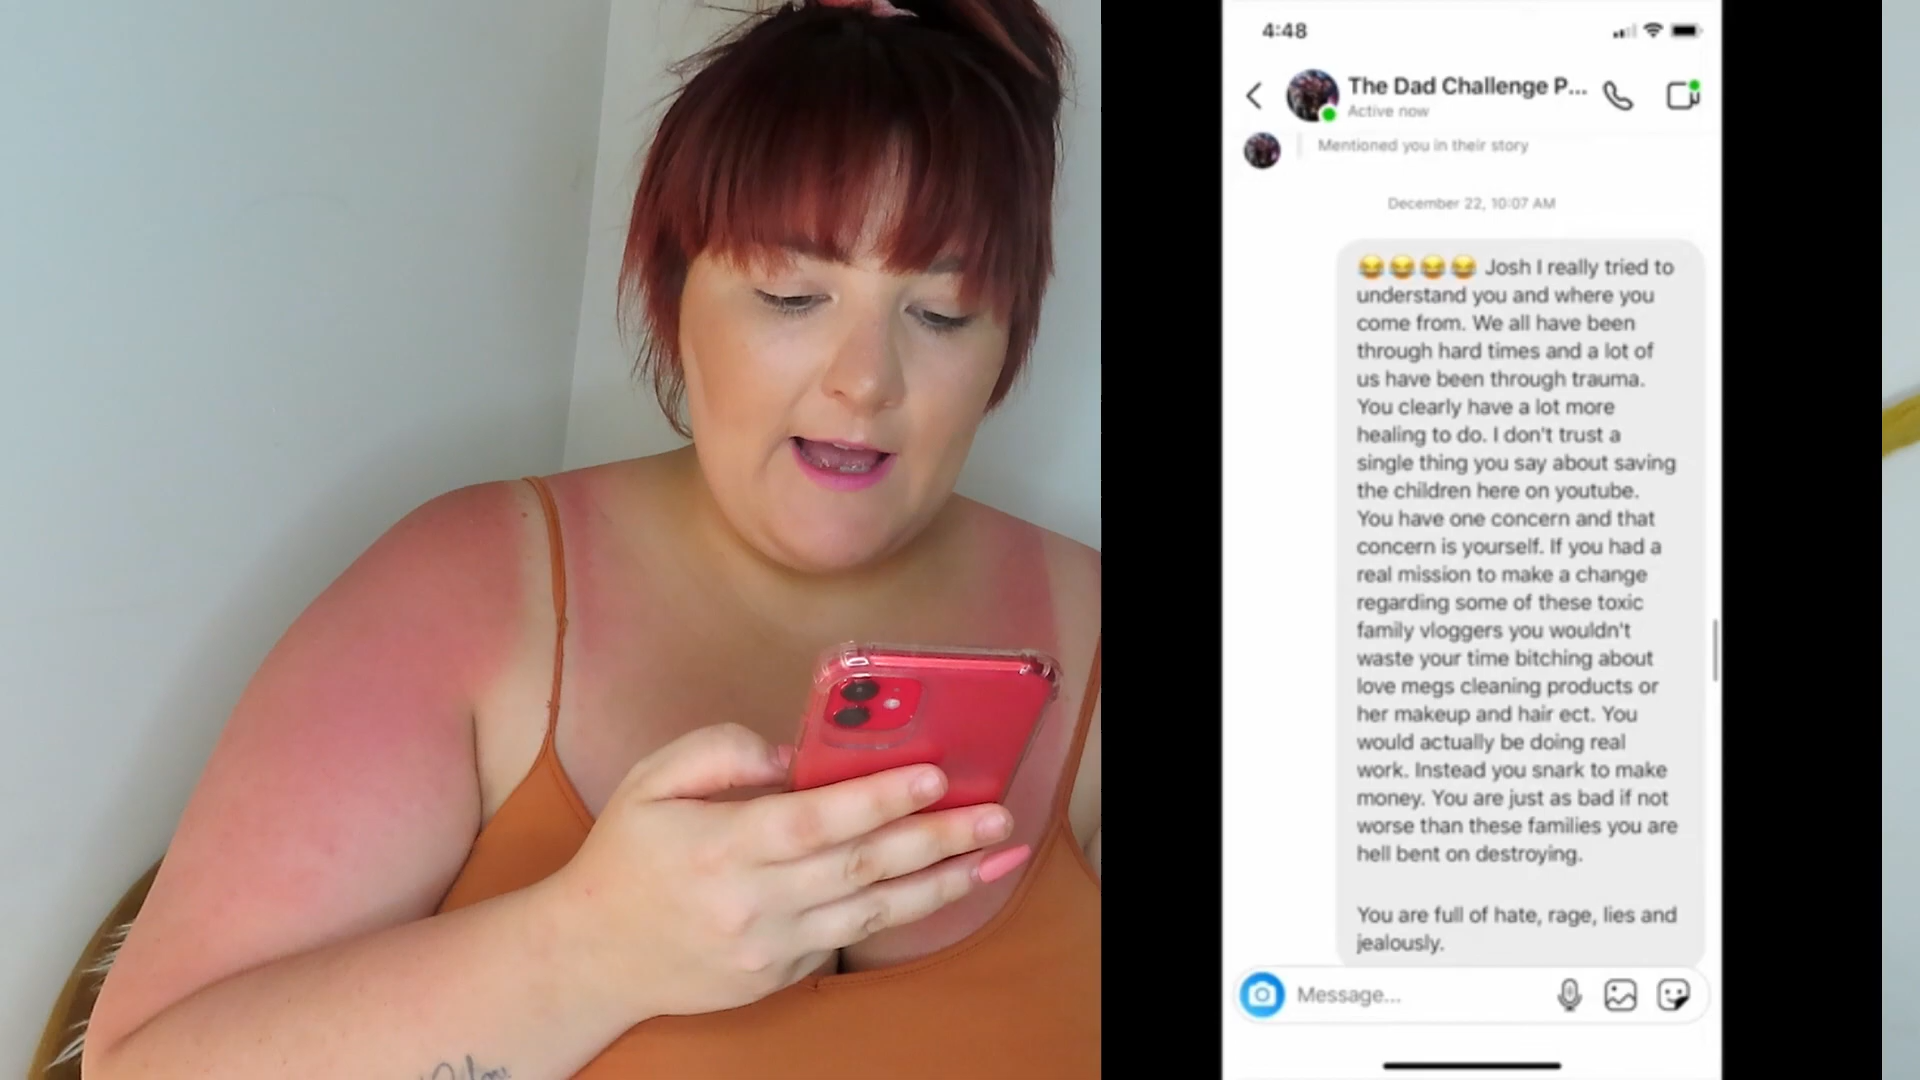 4:48
The Dad Challenge P...
Active now
Mentioned you in their story
December 22, 10:07 AM
😂😂😂😂 Josh I really tried to
understand you and where you
come from. We all have been
through hard times and a lot of
us have been through trauma.
You clearly have a lot more
healing to do. I don't trust a
single thing you say about saving
the children here on youtube.
You have one concern and that
concern is yourself. If you had a
real mission to make a change
regarding some of these toxic
family vloggers you wouldn't
waste your time bitching about
love megs cleaning products or
her makeup and hair ect. You
would actually be doing real
work. Instead you snark to make
money. You are just as bad if not
worse than these families you are
hell bent on destroying.
You are full of hate, rage, lies and
jealously.
Message...